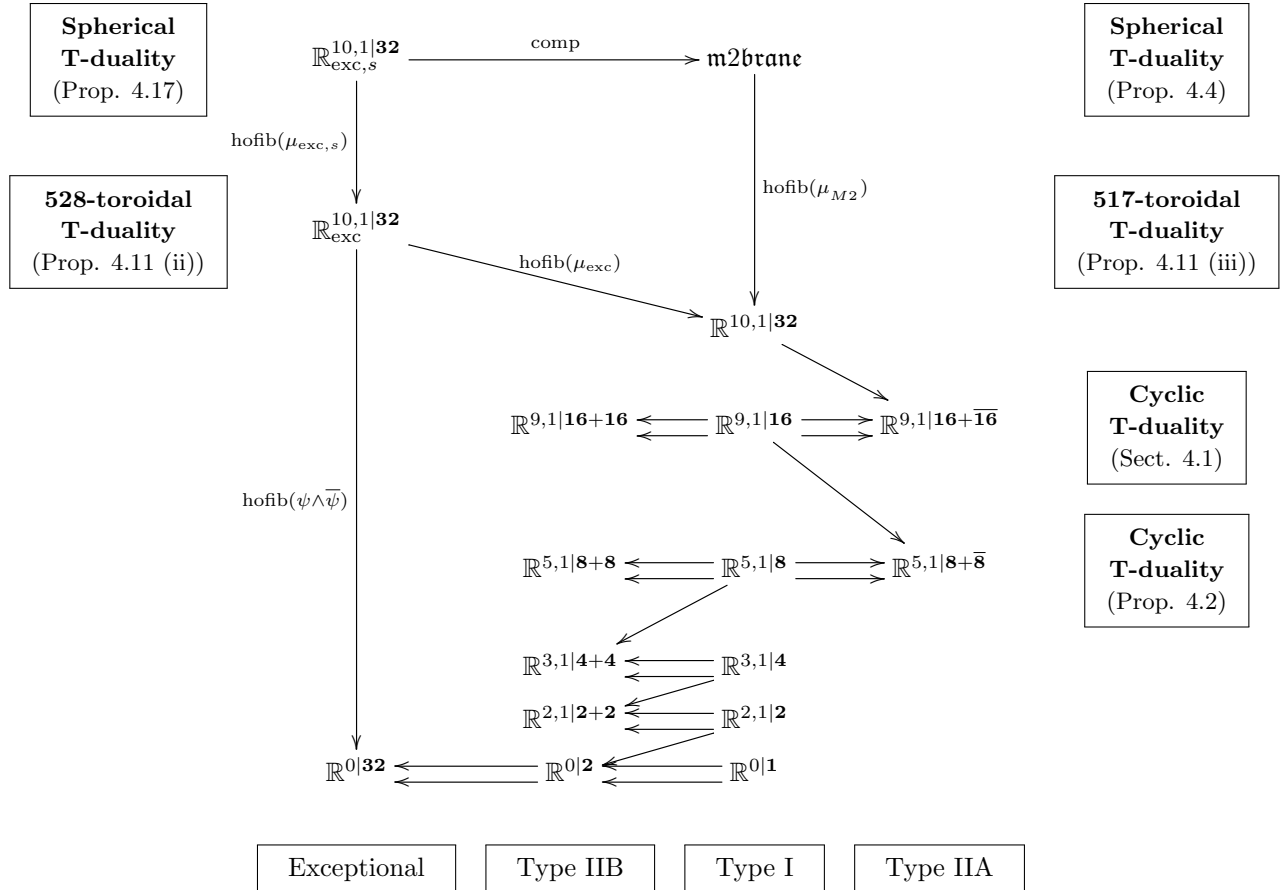 Spherical
T-duality
(Prop. 4.17)
ℝ^{10,1|𝟑𝟐}_{exc,s}
comp
𝔪2𝔟𝔯𝔞𝔫𝔢
Spherical
T-duality
(Prop. 4.4)
hofib(μ_{exc,s})
hofib(μ_{M2})
528-toroidal
T-duality
(Prop. 4.11 (ii))
ℝ^{10,1|𝟑𝟐}_{exc}
hofib(μ_{exc})
517-toroidal
T-duality
(Prop. 4.11 (iii))
ℝ^{10,1|𝟑𝟐}
ℝ^{9,1|𝟏𝟔+𝟏𝟔}
ℝ^{9,1|𝟏𝟔}
ℝ^{9,1|𝟏𝟔+\overline{𝟏𝟔}}
Cyclic
T-duality
(Sect. 4.1)
hofib(ψ∧\overline{ψ})
ℝ^{5,1|𝟖+𝟖}
ℝ^{5,1|𝟖}
ℝ^{5,1|𝟖+\overline{𝟖}}
Cyclic
T-duality
(Prop. 4.2)
ℝ^{3,1|𝟒+𝟒}
ℝ^{3,1|𝟒}
ℝ^{2,1|𝟐+𝟐}
ℝ^{2,1|𝟐}
ℝ^{0|𝟑𝟐}
ℝ^{0|𝟐}
ℝ^{0|𝟏}
Exceptional
Type IIB
Type I
Type IIA